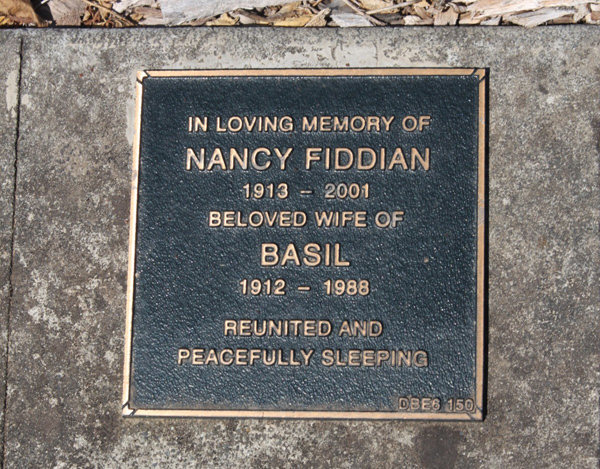 IN LOVING MEMORY OF
NANCY FIDDIAN
1913 – 2001
BELOVED WIFE OF
BASIL
1912 – 1988
REUNITED AND
PEACEFULLY SLEEPING
DBE6 150